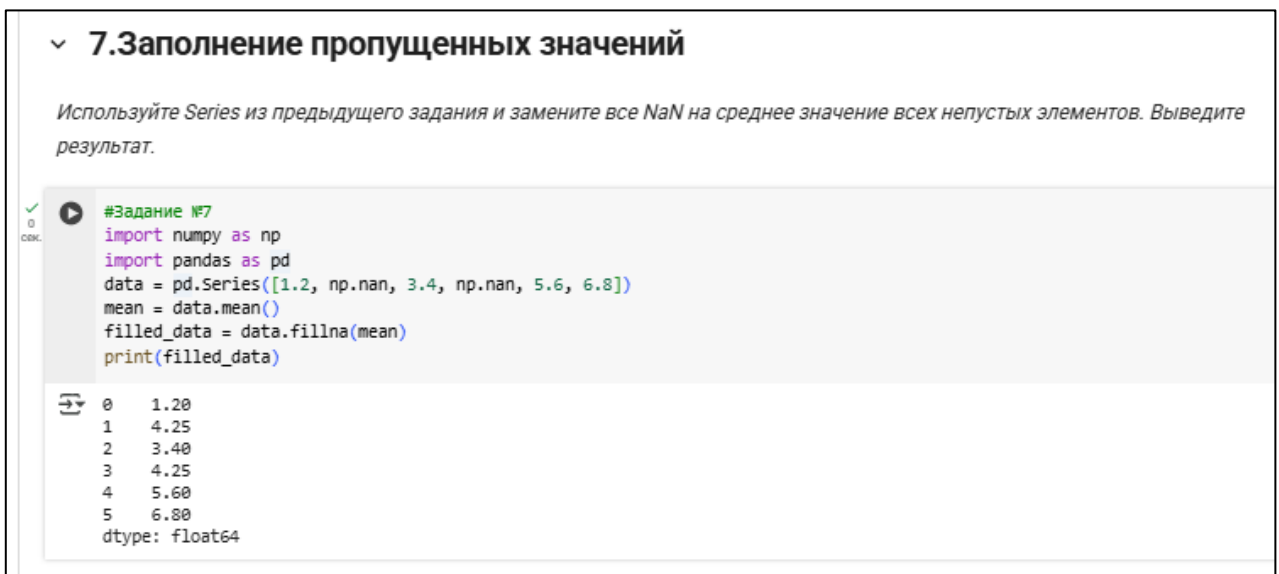 7.Заполнение пропущенных значений
Используйте Series из предыдущего задания и замените все NaN на среднее значение всех непустых элементов. Выведите
результат.
0
сек.
#Задание №7
import numpy as np
import pandas as pd
data = pd.Series([1.2, np.nan, 3.4, np.nan, 5.6, 6.8])
mean = data.mean()
filled_data = data.fillna(mean)
print(filled_data)
0    1.20
1    4.25
2    3.40
3    4.25
4    5.60
5    6.80
dtype: float64